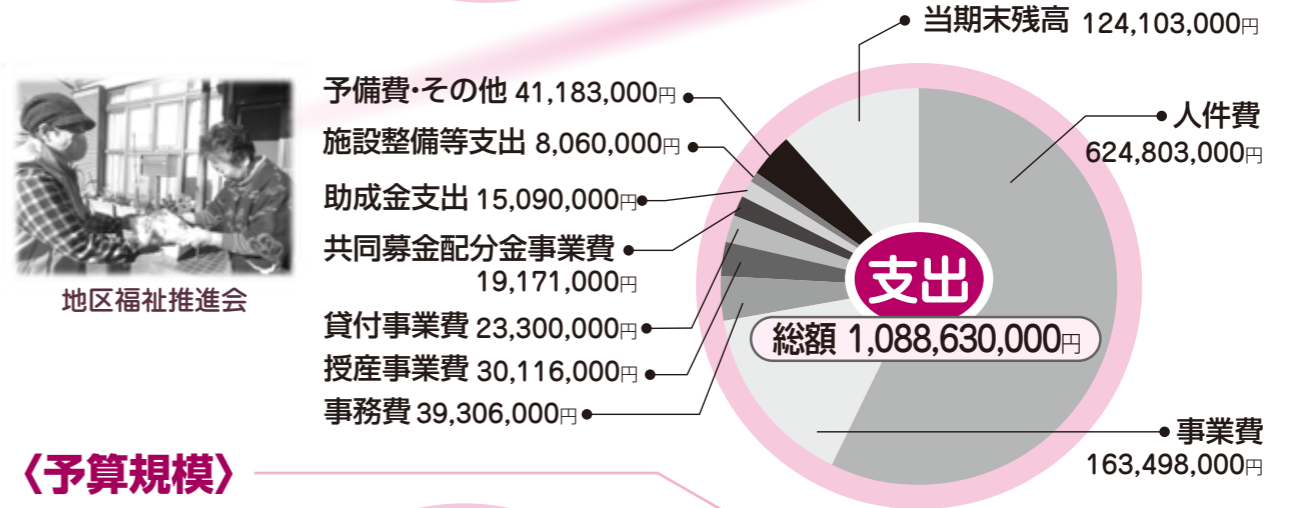 当期末残高 124,103,000円
予備費・その他 41,183,000円
施設整備等支出 8,060,000円
助成金支出 15,090,000円
共同募金配分金事業費
19,171,000円
貸付事業費 23,300,000円
授産事業費 30,116,000円
事務費 39,306,000円
人件費
624,803,000円
支出
総額 1,088,630,000円
事業費
163,498,000円
地区福祉推進会
〈予算規模〉